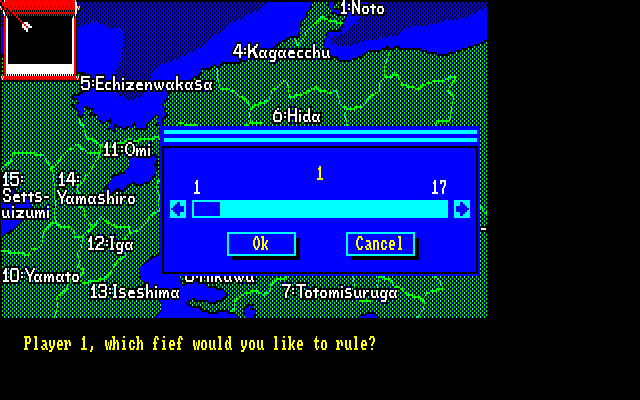 1:Noto
4:Kagaecchu
5:Echizenwakasa
6:Hida
11:Omi
1
1 17
15:
Setts-
uizumi
14:
Yamashiro
Ok Cancel
12:Iga
10:Yamato
13:Iseshima
7:Totomisuruga
Player 1, which fief would you like to rule?